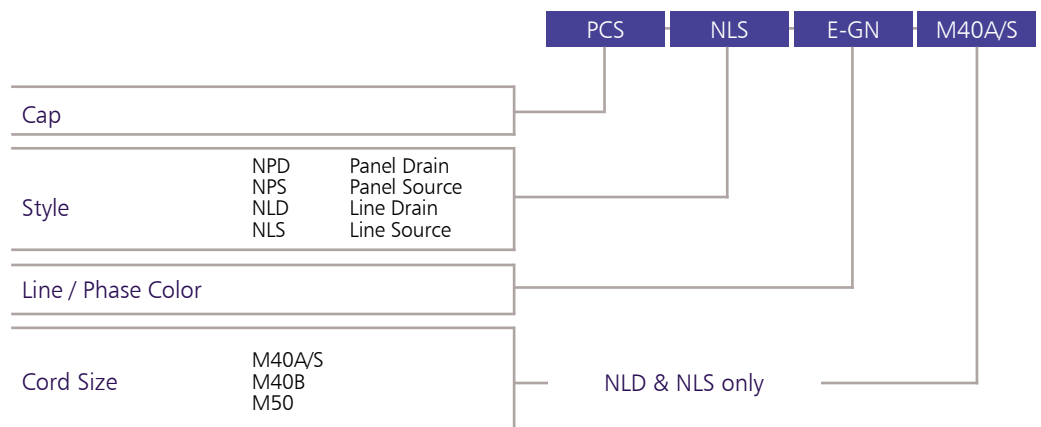 PCS NLS E-GN M40A/S
Cap
Style
NPD Panel Drain
NPS Panel Source
NLD Line Drain
NLS Line Source
Line / Phase Color
Cord Size
M40A/S
M40B
M50
NLD & NLS only